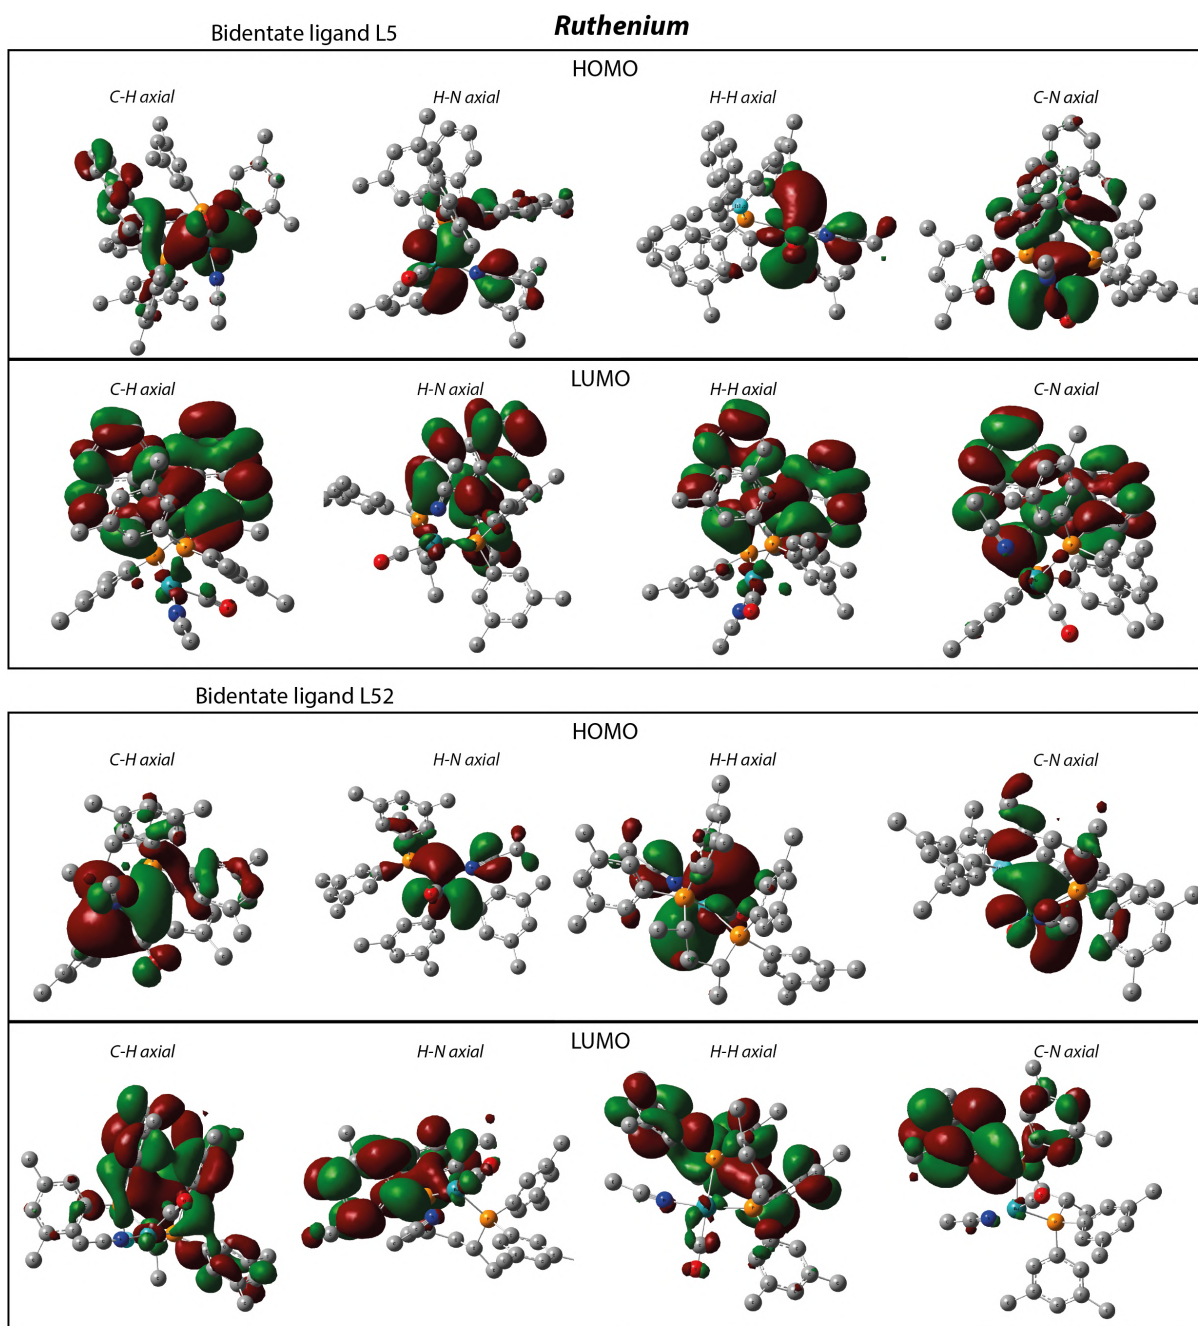 Ruthenium
Bidentate ligand L5
HOMO
C-H axial
H-N axial
H-H axial
C-N axial
LUMO
C-H axial
H-N axial
H-H axial
C-N axial
Bidentate ligand L52
HOMO
C-H axial
H-N axial
H-H axial
C-N axial
LUMO
C-H axial
H-N axial
H-H axial
C-N axial